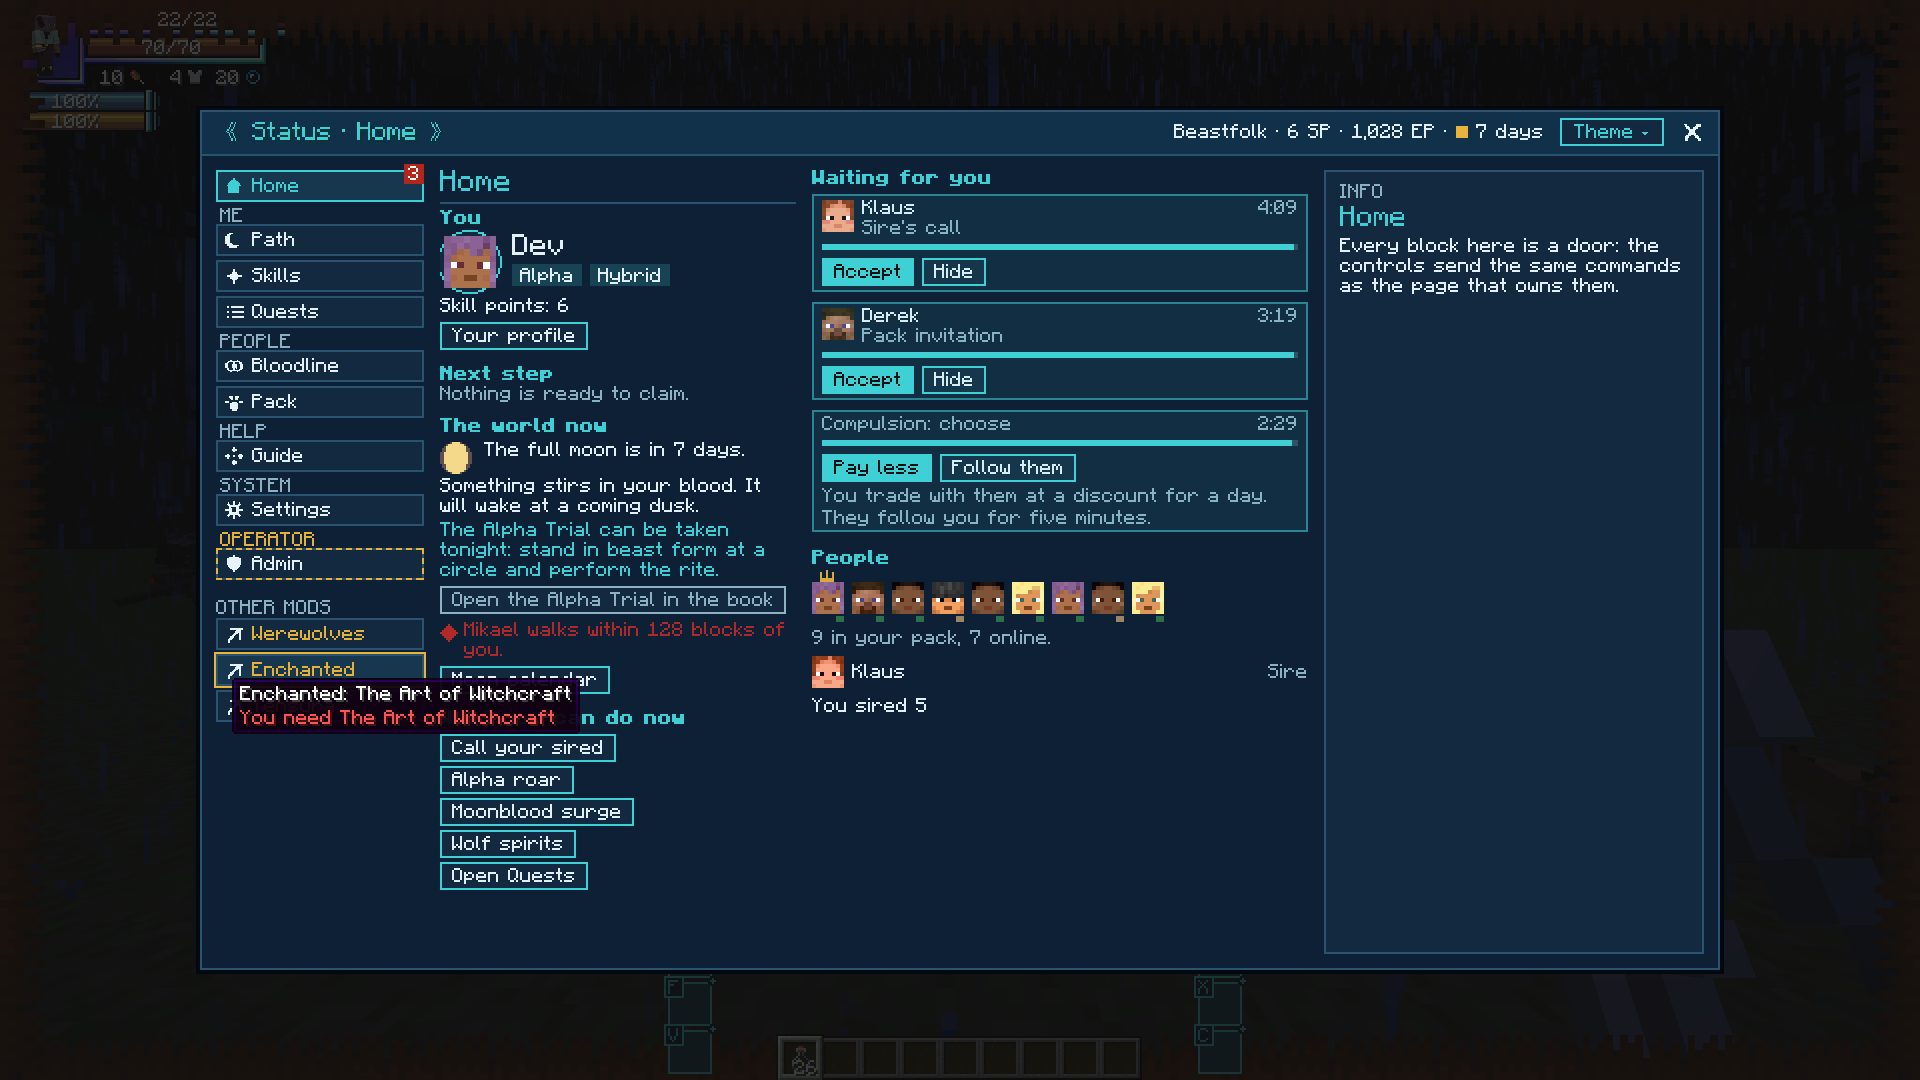 22/22
70/70
10 4 20
100%
100%
《 Status · Home 》
Beastfolk · 6 SP · 1,028 EP · 7 days
Theme
X
Home
3
ME
Path
Skills
Quests
PEOPLE
Bloodline
Pack
HELP
Guide
SYSTEM
Settings
OPERATOR
Admin
OTHER MODS
Werewolves
Enchanted
Enchanted: The Art of Witchcraft
You need The Art of Witchcraft
Home
You
Dev
Alpha Hybrid
Skill points: 6
Your profile
Next step
Nothing is ready to claim.
The world now
The full moon is in 7 days.
Something stirs in your blood. It
will wake at a coming dusk.
The Alpha Trial can be taken
tonight: stand in beast form at a
circle and perform the rite.
Open the Alpha Trial in the book
Mikael walks within 128 blocks of
you.
do now
Call your sired
Alpha roar
Moonblood surge
Wolf spirits
Open Quests
Waiting for you
Klaus 4:09
Sire's call
Accept Hide
Derek 3:19
Pack invitation
Accept Hide
Compulsion: choose 2:29
Pay less Follow them
You trade with them at a discount for a day.
They follow you for five minutes.
People
9 in your pack, 7 online.
Klaus Sire
You sired 5
INFO
Home
Every block here is a door: the
controls send the same commands
as the page that owns them.
F
V
X
C
26